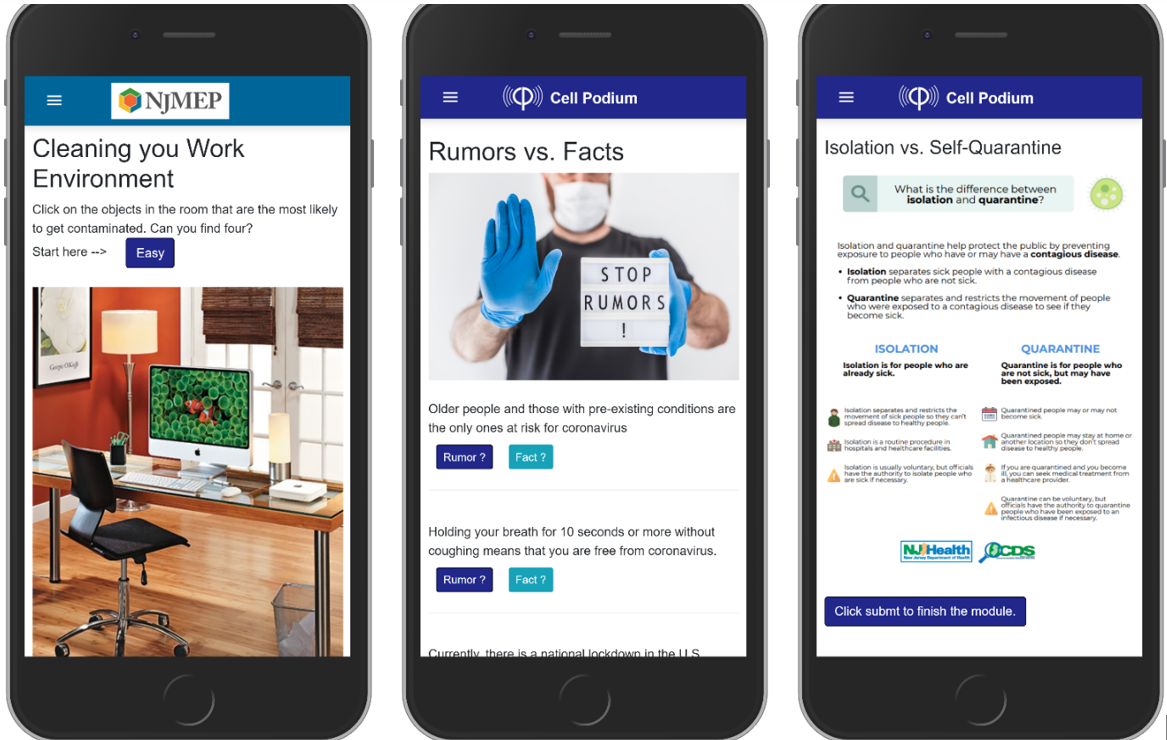 NJMEP
Cleaning you Work
Environment
Click on the objects in the room that are the most likely
to get contaminated. Can you find four?
Start here -->
Easy
Cell Podium
Rumors vs. Facts
STOP
RUMORS
!
Older people and those with pre-existing conditions are
the only ones at risk for coronavirus
Rumor ?
Fact ?
Holding your breath for 10 seconds or more without
coughing means that you are free from coronavirus.
Rumor ?
Fact ?
Currently, there is a national lockdown in the U.S.
Cell Podium
Isolation vs. Self-Quarantine
What is the difference between
isolation and quarantine?
Isolation and quarantine help protect the public by preventing
exposure to people who have or may have a contagious disease.
• Isolation separates sick people with a contagious disease
from people who are not sick.
• Quarantine separates and restricts the movement of people
who were exposed to a contagious disease to see if they
become sick.
ISOLATION
Isolation is for people who are
already sick.
Isolation separates and restricts the
movement of sick people so they can't
spread disease to healthy people.
Isolation is a routine procedure in
hospitals and healthcare facilities.
Isolation is usually voluntary, but officials
have the authority to isolate people who
are sick if necessary.
QUARANTINE
Quarantine is for people who
are not sick, but may have
been exposed.
Quarantined people may or may not
become sick.
Quarantined people may stay at home or
another location so they don't spread
disease to healthy people.
If you are quarantined and you become
ill, you can seek medical treatment from
a healthcare provider.
Quarantine can be voluntary, but
officials have the authority to quarantine
people who have been exposed to an
infectious disease if necessary.
NJ Health
New Jersey Department of Health
CDS
Click submt to finish the module.